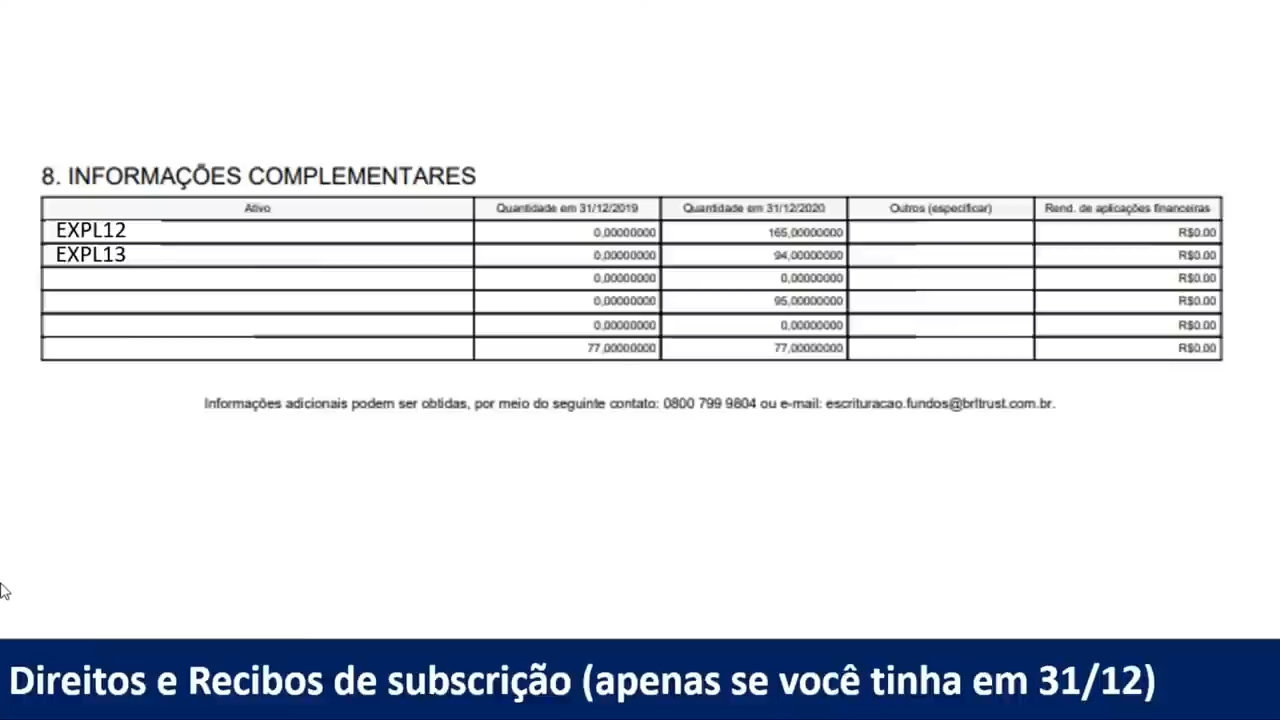 8. INFORMAÇÕES COMPLEMENTARES
Ativo Quantidade em 31/12/2019 Quantidade em 31/12/2020 Outros (especificar) Rend. de aplicações financeiras
EXPL12 0,00000000 165,00000000 R$0.00
EXPL13 0,00000000 94,00000000 R$0.00
0,00000000 0,00000000 R$0.00
0,00000000 95,00000000 R$0.00
0,00000000 0,00000000 R$0.00
77,00000000 77,00000000 R$0.00
Informações adicionais podem ser obtidas, por meio do seguinte contato: 0800 799 9804 ou e-mail: escrituracao.fundos@brltrust.com.br.
Direitos e Recibos de subscrição (apenas se você tinha em 31/12)